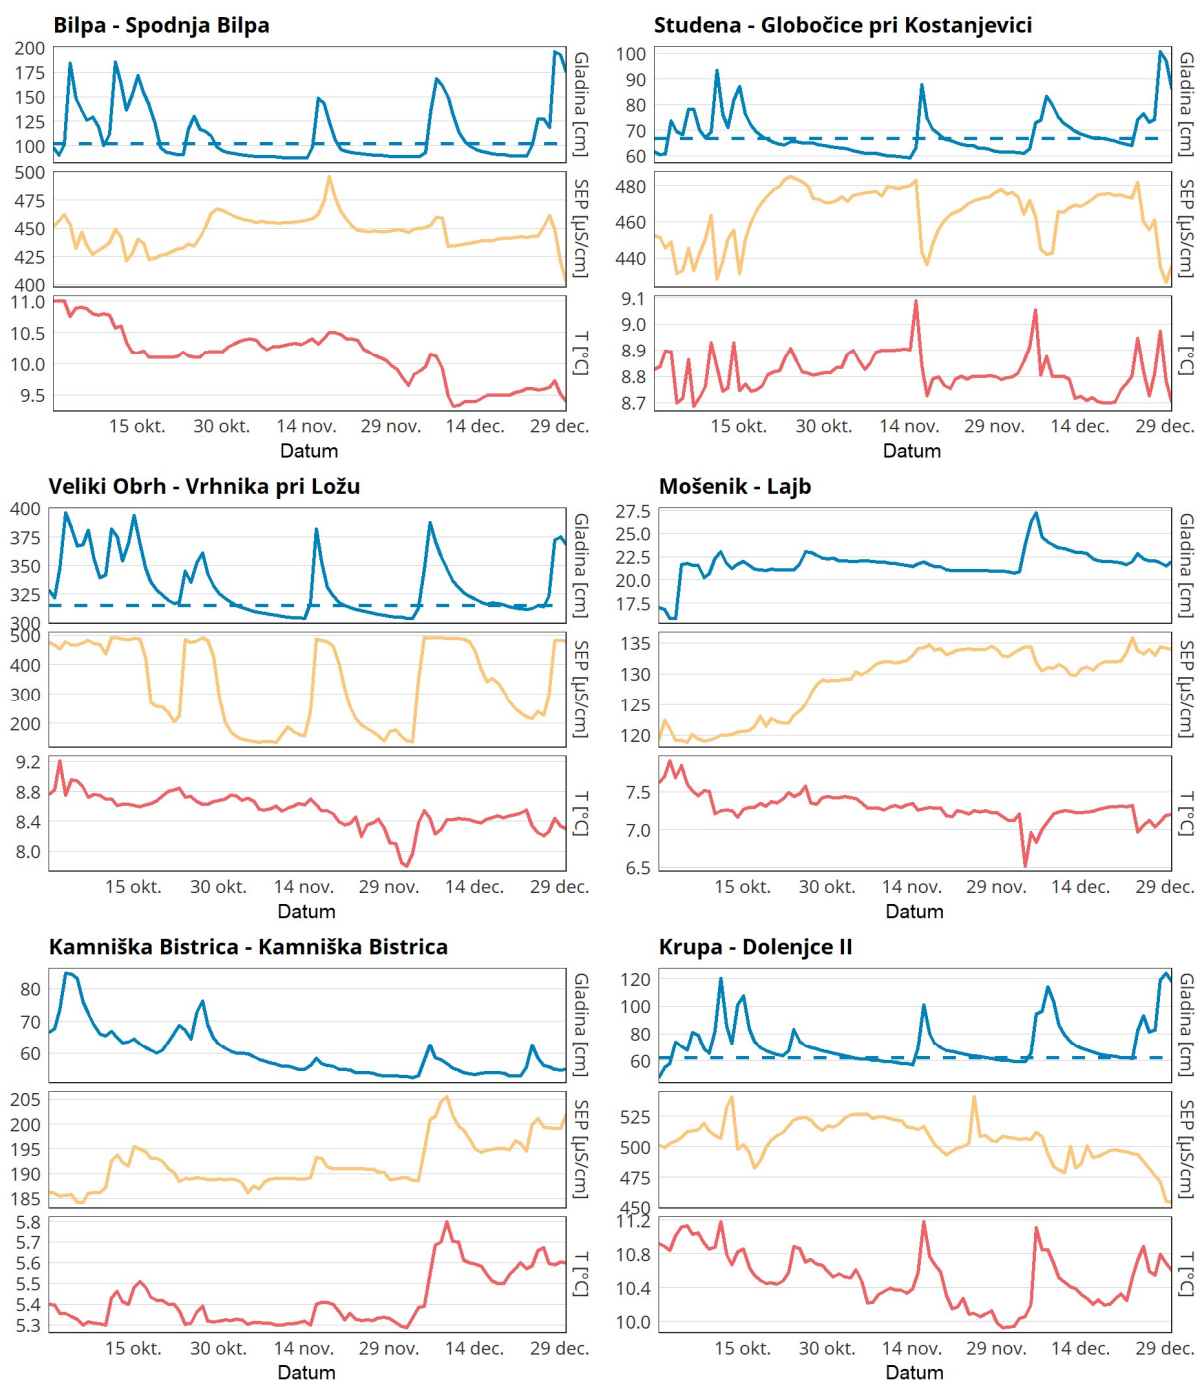 Bilpa - Spodnja Bilpa
200
175
150
125
100
Gladina [cm]
500
475
450
425
400
SEP [µS/cm]
11.0
10.5
10.0
9.5
T [°C]
15 okt. 30 okt. 14 nov. 29 nov. 14 dec. 29 dec.
Datum
Studena - Globočice pri Kostanjevici
100
90
80
70
60
Gladina [cm]
480
460
440
SEP [µS/cm]
9.1
9.0
8.9
8.8
8.7
T [°C]
15 okt. 30 okt. 14 nov. 29 nov. 14 dec. 29 dec.
Datum
Veliki Obrh - Vrhnika pri Ložu
400
375
350
325
300
Gladina [cm]
500
400
300
200
SEP [µS/cm]
9.2
8.8
8.4
8.0
T [°C]
15 okt. 30 okt. 14 nov. 29 nov. 14 dec. 29 dec.
Datum
Mošenik - Lajb
27.5
25.0
22.5
20.0
17.5
Gladina [cm]
135
130
125
120
SEP [µS/cm]
7.5
7.0
6.5
T [°C]
15 okt. 30 okt. 14 nov. 29 nov. 14 dec. 29 dec.
Datum
Kamniška Bistrica - Kamniška Bistrica
80
70
60
Gladina [cm]
205
200
195
190
185
SEP [µS/cm]
5.8
5.7
5.6
5.5
5.4
5.3
T [°C]
15 okt. 30 okt. 14 nov. 29 nov. 14 dec. 29 dec.
Datum
Krupa - Dolenjce II
120
100
80
60
Gladina [cm]
525
500
475
450
SEP [µS/cm]
11.2
10.8
10.4
10.0
T [°C]
15 okt. 30 okt. 14 nov. 29 nov. 14 dec. 29 dec.
Datum